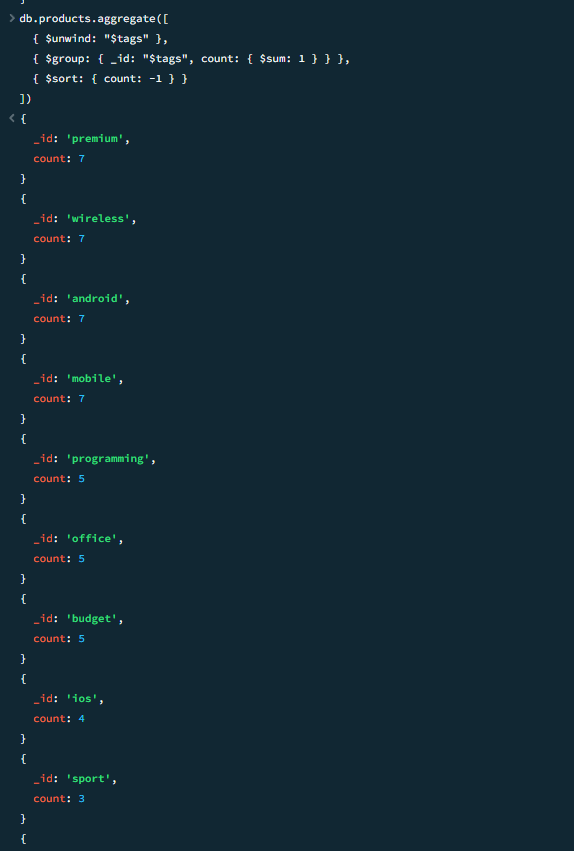 }
> db.products.aggregate([
{ $unwind: "$tags" },
{ $group: { _id: "$tags", count: { $sum: 1 } } },
{ $sort: { count: -1 } }
])
< {
_id: 'premium',
count: 7
}
{
_id: 'wireless',
count: 7
}
{
_id: 'android',
count: 7
}
{
_id: 'mobile',
count: 7
}
{
_id: 'programming',
count: 5
}
{
_id: 'office',
count: 5
}
{
_id: 'budget',
count: 5
}
{
_id: 'ios',
count: 4
}
{
_id: 'sport',
count: 3
}
{